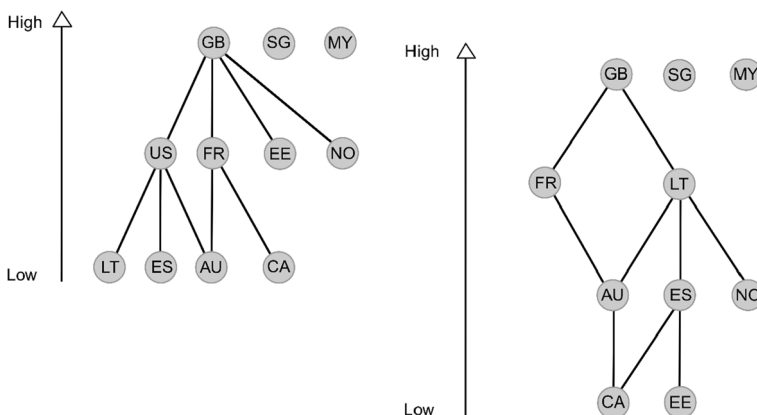 High
GB SG MY
US FR EE NO
LT ES AU CA
Low
High
GB SG MY
FR LT
AU ES NO
CA EE
Low